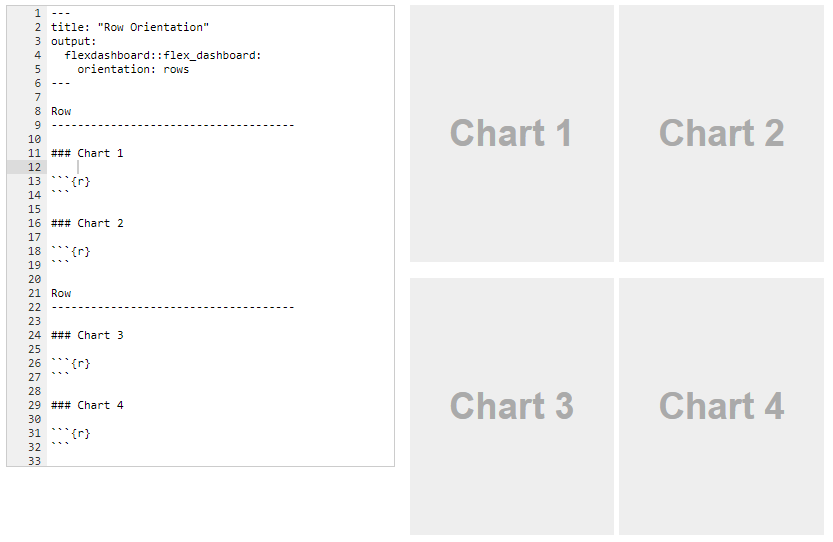 1 ---
2 title: "Row Orientation"
3 output:
4   flexdashboard::flex_dashboard:
5     orientation: rows
6 ---
7
8 Row
9 -------------------------------------
10
11 ### Chart 1
12
13 ```{r}
14 ```
15
16 ### Chart 2
17
18 ```{r}
19 ```
20
21 Row
22 -------------------------------------
23
24 ### Chart 3
25
26 ```{r}
27 ```
28
29 ### Chart 4
30
31 ```{r}
32 ```
33
Chart 1
Chart 2
Chart 3
Chart 4